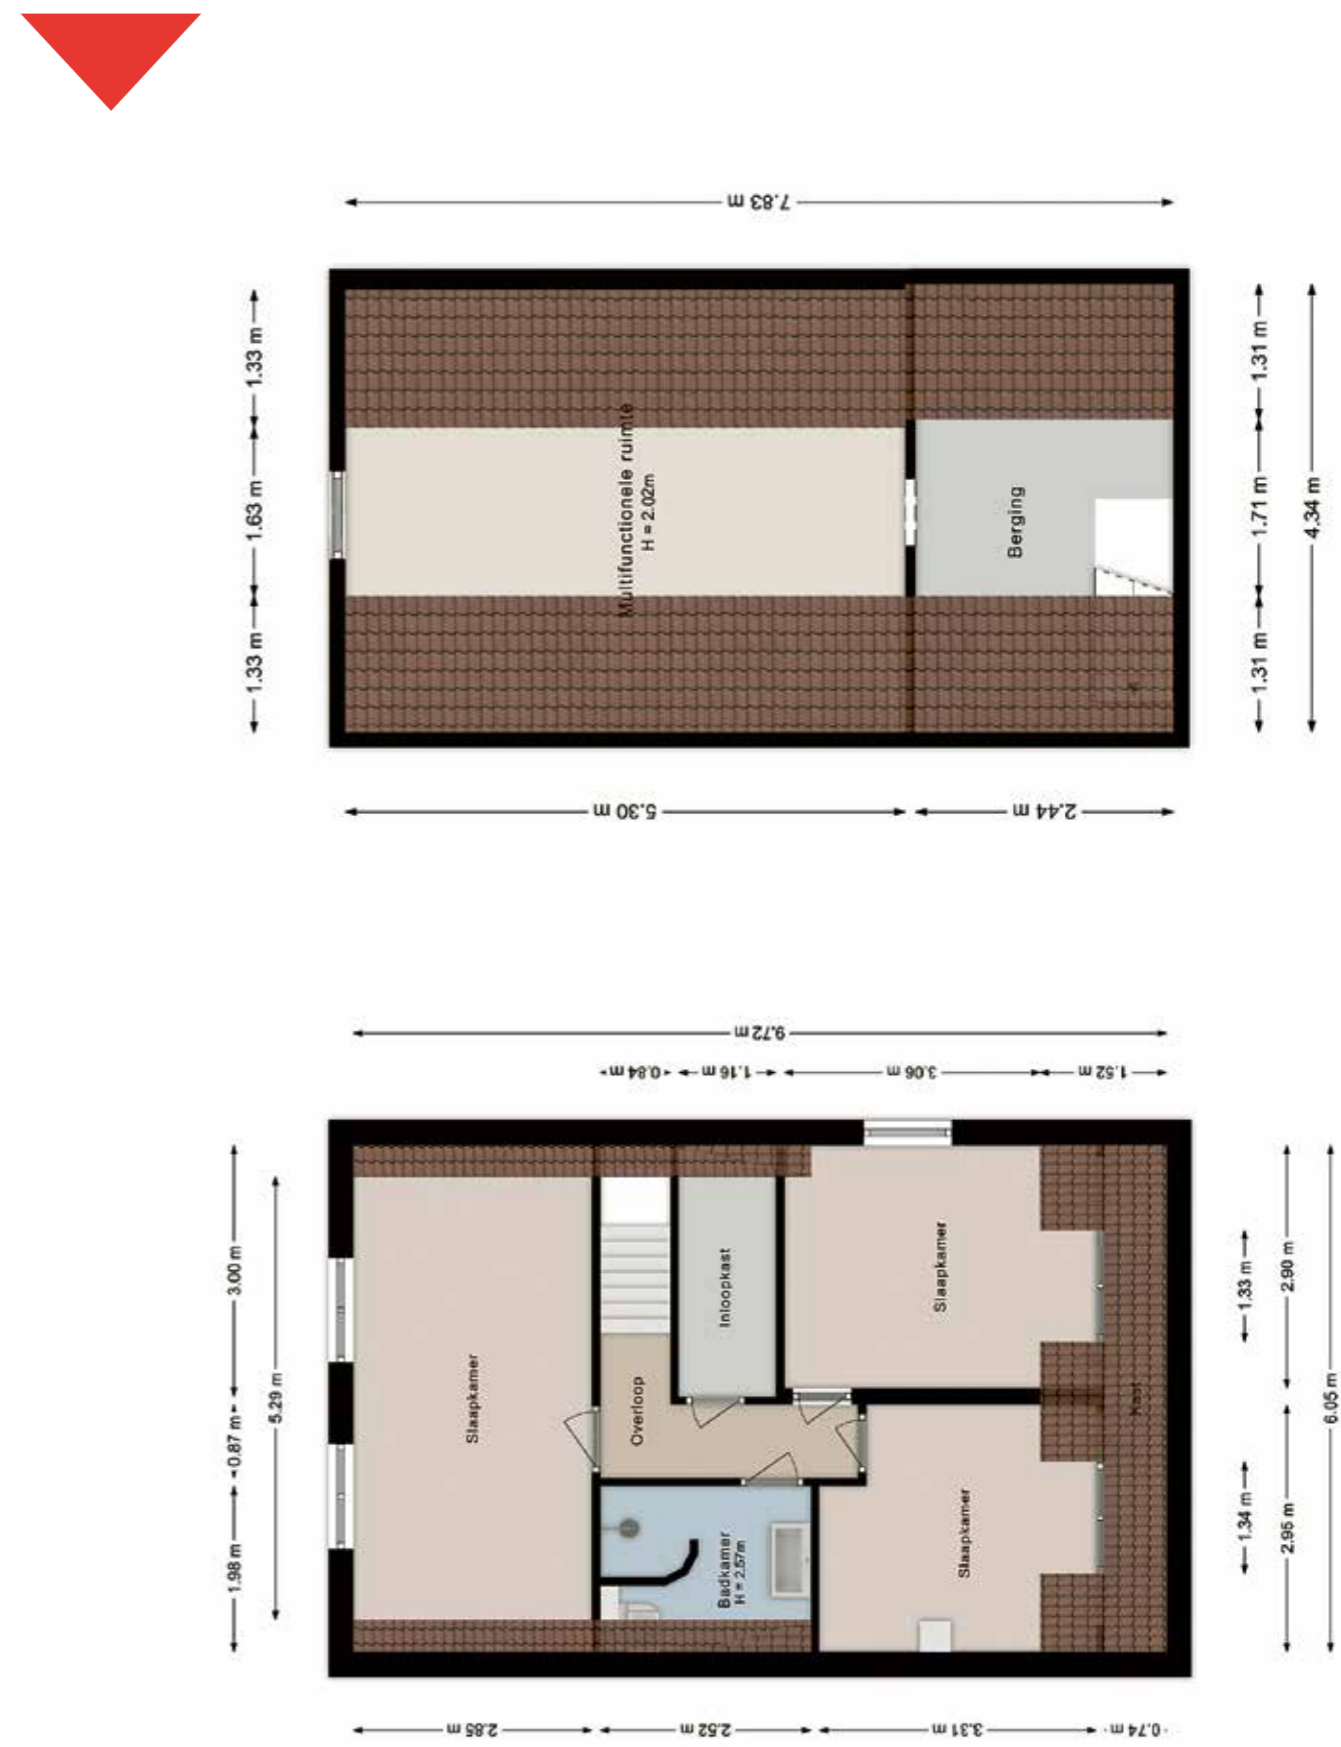 7.83 m
1.33 m
1.63 m
1.33 m
Multifunctionele ruimte
H = 2.02m
Berging
1.31 m
1.71 m
1.31 m
4.34 m
5.30 m
2.44 m
9.72 m
0.84 m
1.16 m
3.06 m
1.52 m
3.00 m
0.87 m
1.98 m
5.29 m
Slaapkamer
Overloop
Inloopkast
Slaapkamer
Kast
Badkamer
H = 2.57m
Slaapkamer
1.33 m
1.34 m
2.90 m
2.95 m
6.05 m
2.85 m
2.52 m
3.31 m
0.74 m